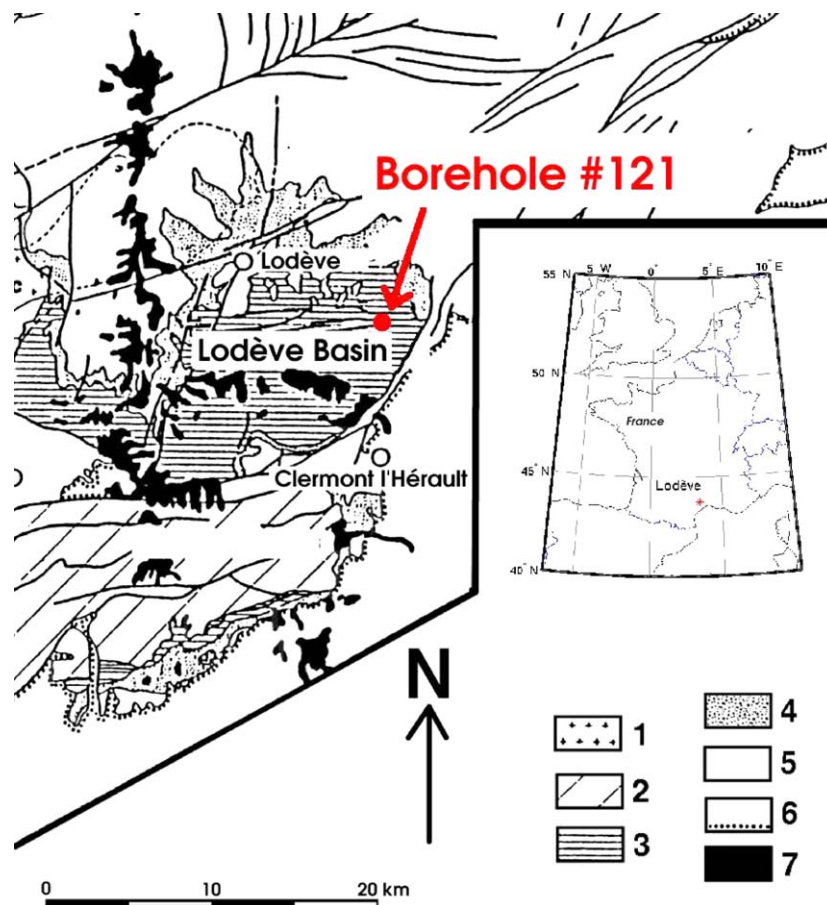 Borehole #121
Lodève
Lodève Basin
Clermont l'Hérault
55 N
5 W
0 E
5 E
10 E
50 N
France
45 N
Lodève
40 N
N
1
2
3
4
5
6
7
0 10 20 km